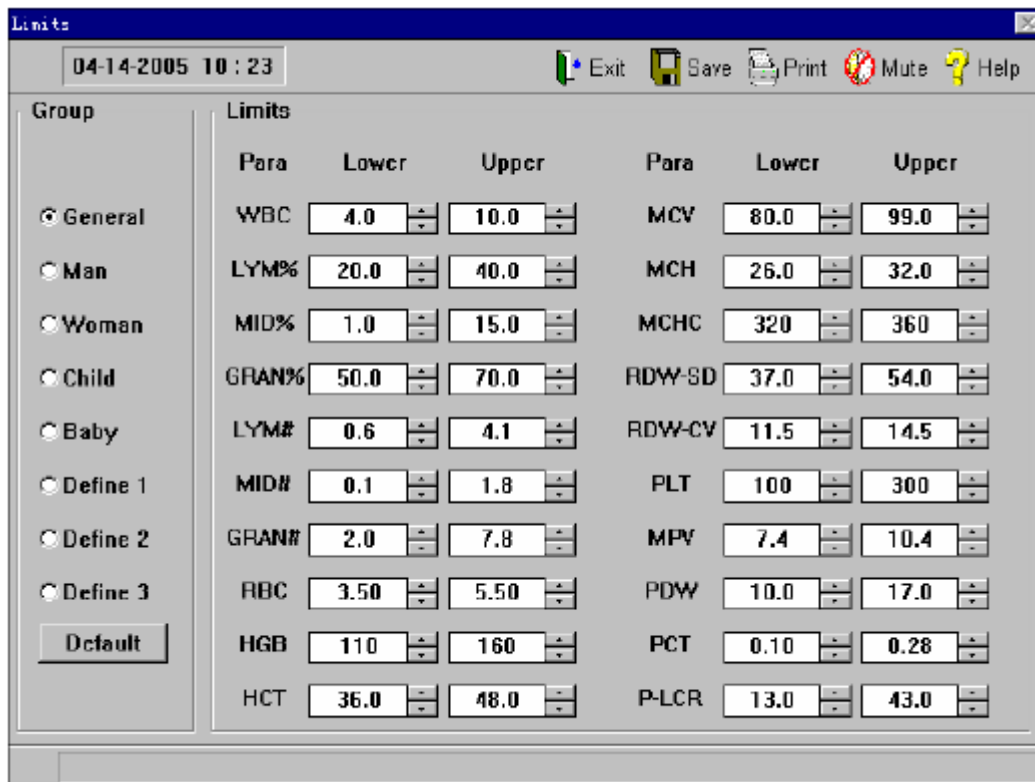 Limits
04-14-2005 10 : 23 Exit Save Print Mute Help
Group Limits
Para Lower Upper Para Lower Upper
General WBC 4.0 10.0 MCV 80.0 99.0
Man LYM% 20.0 40.0 MCH 26.0 32.0
Woman MID% 1.0 15.0 MCHC 320 360
Child GRAN% 50.0 70.0 RDW-SD 37.0 54.0
Baby LYM# 0.6 4.1 RDW-CV 11.5 14.5
Define 1 MID# 0.1 1.8 PLT 100 300
Define 2 GRAN# 2.0 7.8 MPV 7.4 10.4
Define 3 RBC 3.50 5.50 PDW 10.0 17.0
Default HGB 110 160 PCT 0.10 0.28
HCT 36.0 48.0 P-LCR 13.0 43.0